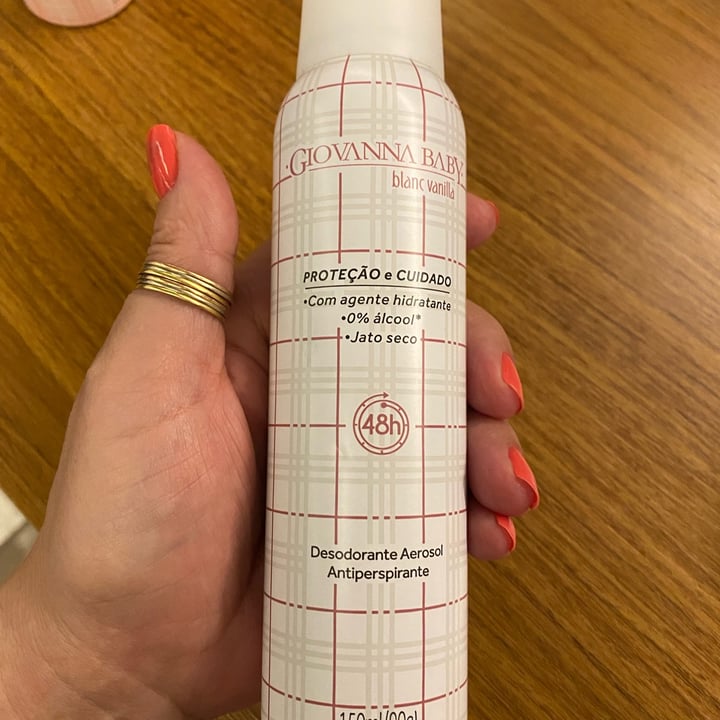 GIOVANNA BABY
blanc vanilla
PROTEÇÃO e CUIDADO
•Com agente hidratante
•0% álcool*
•Jato seco
48h
Desodorante Aerosol
Antiperspirante